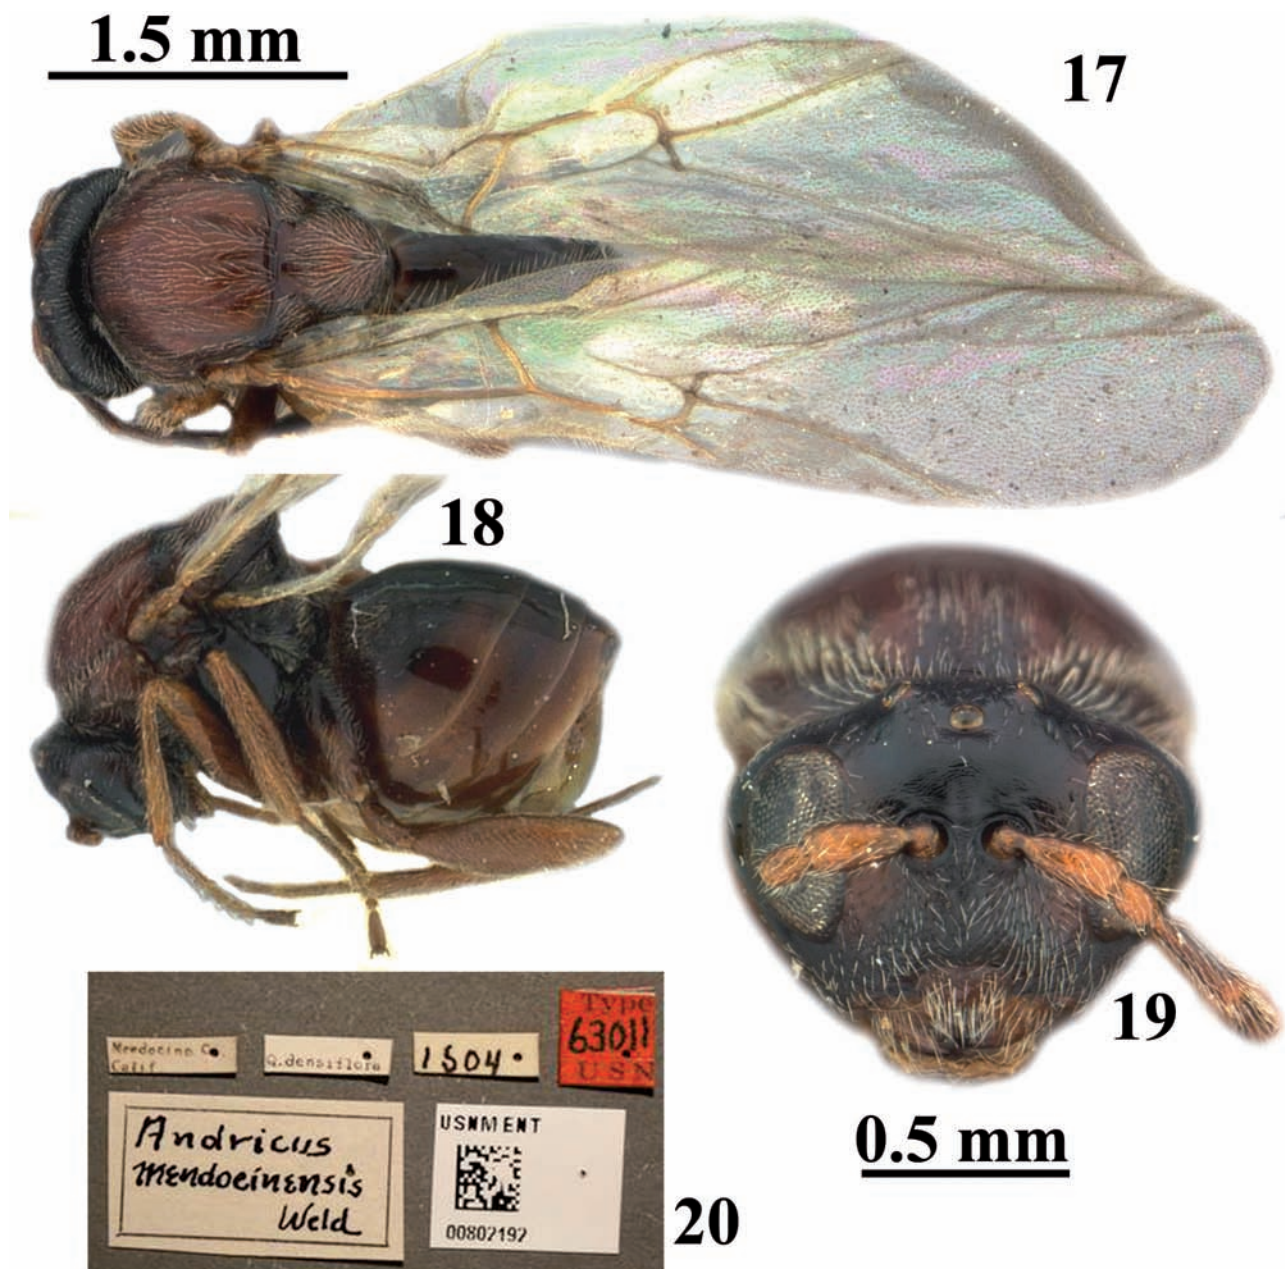 1.5 mm
17
18
19
0.5 mm
Mendocino Co.
Calif
Q.densiflora
1504
Type
63011
USN
Andricus
mendocinensis
Weld
USNMENT
00802192
20